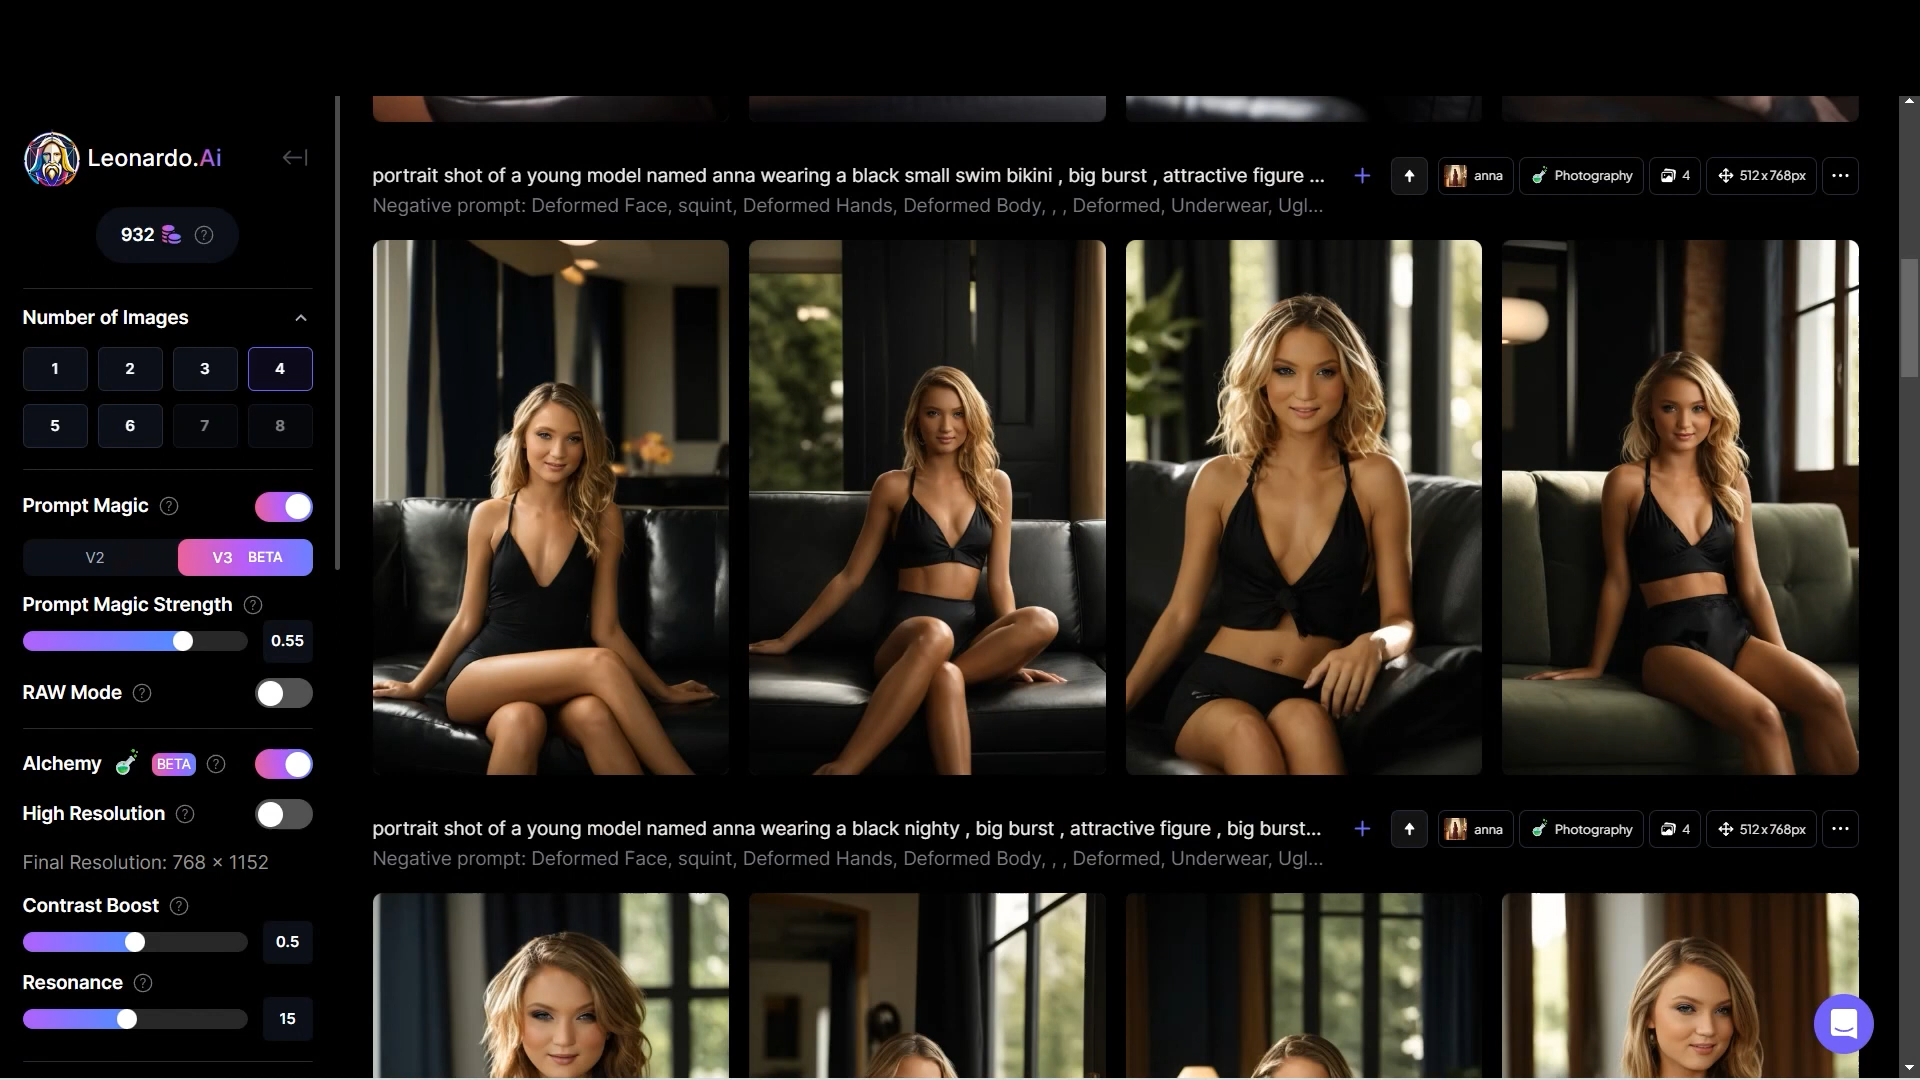 Leonardo.Ai
932
Number of Images
1 2 3 4
5 6 7 8
Prompt Magic
V2 V3 BETA
Prompt Magic Strength
0.55
RAW Mode
Alchemy BETA
High Resolution
Final Resolution: 768 × 1152
Contrast Boost
0.5
Resonance
15
portrait shot of a young model named anna wearing a black small swim bikini , big burst , attractive figure ...
anna Photography 4 512x768px
Negative prompt: Deformed Face, squint, Deformed Hands, Deformed Body, , , Deformed, Underwear, Ugl...
portrait shot of a young model named anna wearing a black nighty , big burst , attractive figure , big burst...
anna Photography 4 512x768px
Negative prompt: Deformed Face, squint, Deformed Hands, Deformed Body, , , Deformed, Underwear, Ugl...